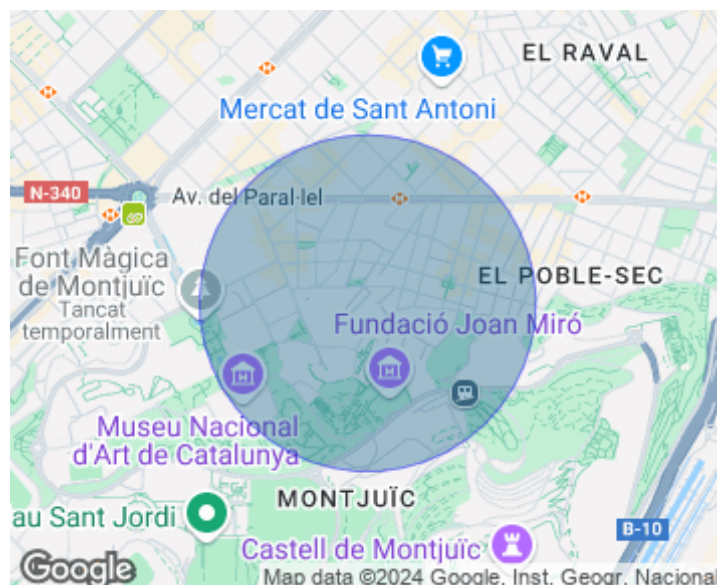 EL RAVAL
Mercat de Sant Antoni
N-340
Av. del Paral·lel
Font Màgica
de Montjuïc
Tancat
temporalment
EL POBLE-SEC
Fundació Joan Miró
Museu Nacional
d'Art de Catalunya
MONTJUÏC
au Sant Jordi
B-10
Castell de Montjuïc
Google
Map data ©2024 Google, Inst. Geogr. Nacional